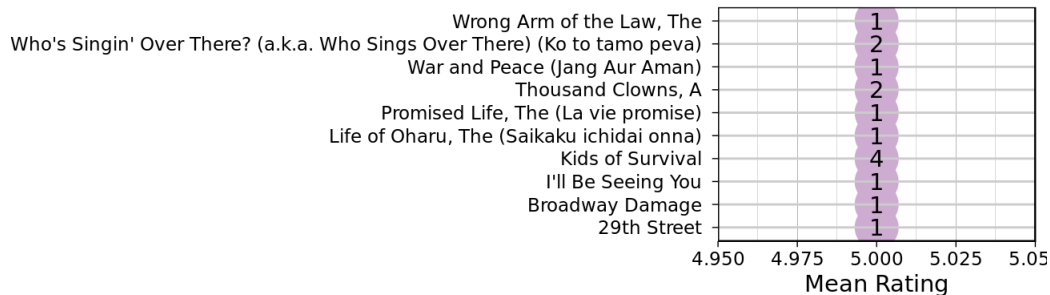 Wrong Arm of the Law, The 1
Who's Singin' Over There? (a.k.a. Who Sings Over There) (Ko to tamo peva) 2
War and Peace (Jang Aur Aman) 1
Thousand Clowns, A 2
Promised Life, The (La vie promise) 1
Life of Oharu, The (Saikaku ichidai onna) 1
Kids of Survival 4
I'll Be Seeing You 1
Broadway Damage 1
29th Street 1
4.950 4.975 5.000 5.025 5.05
Mean Rating